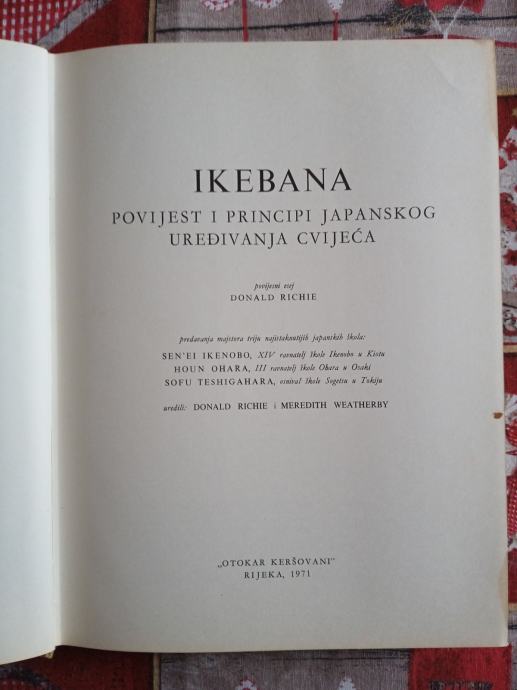 IKEBANA
POVIJEST I PRINCIPI JAPANSKOG
UREĐIVANJA CVIJEĆA
povijesni esej
DONALD RICHIE
predavanja majstora triju najistaknutijih japanskih škola:
SEN'EI IKENOBO, XIV ravnatelj škole Ikenobo u Kiotu
HOUN OHARA, III ravnatelj škole Ohara u Osaki
SOFU TESHIGAHARA, osnivač škole Sogetsu u Tokiju
uredili: DONALD RICHIE i MEREDITH WEATHERBY
„OTOKAR KERŠOVANI"
RIJEKA, 1971